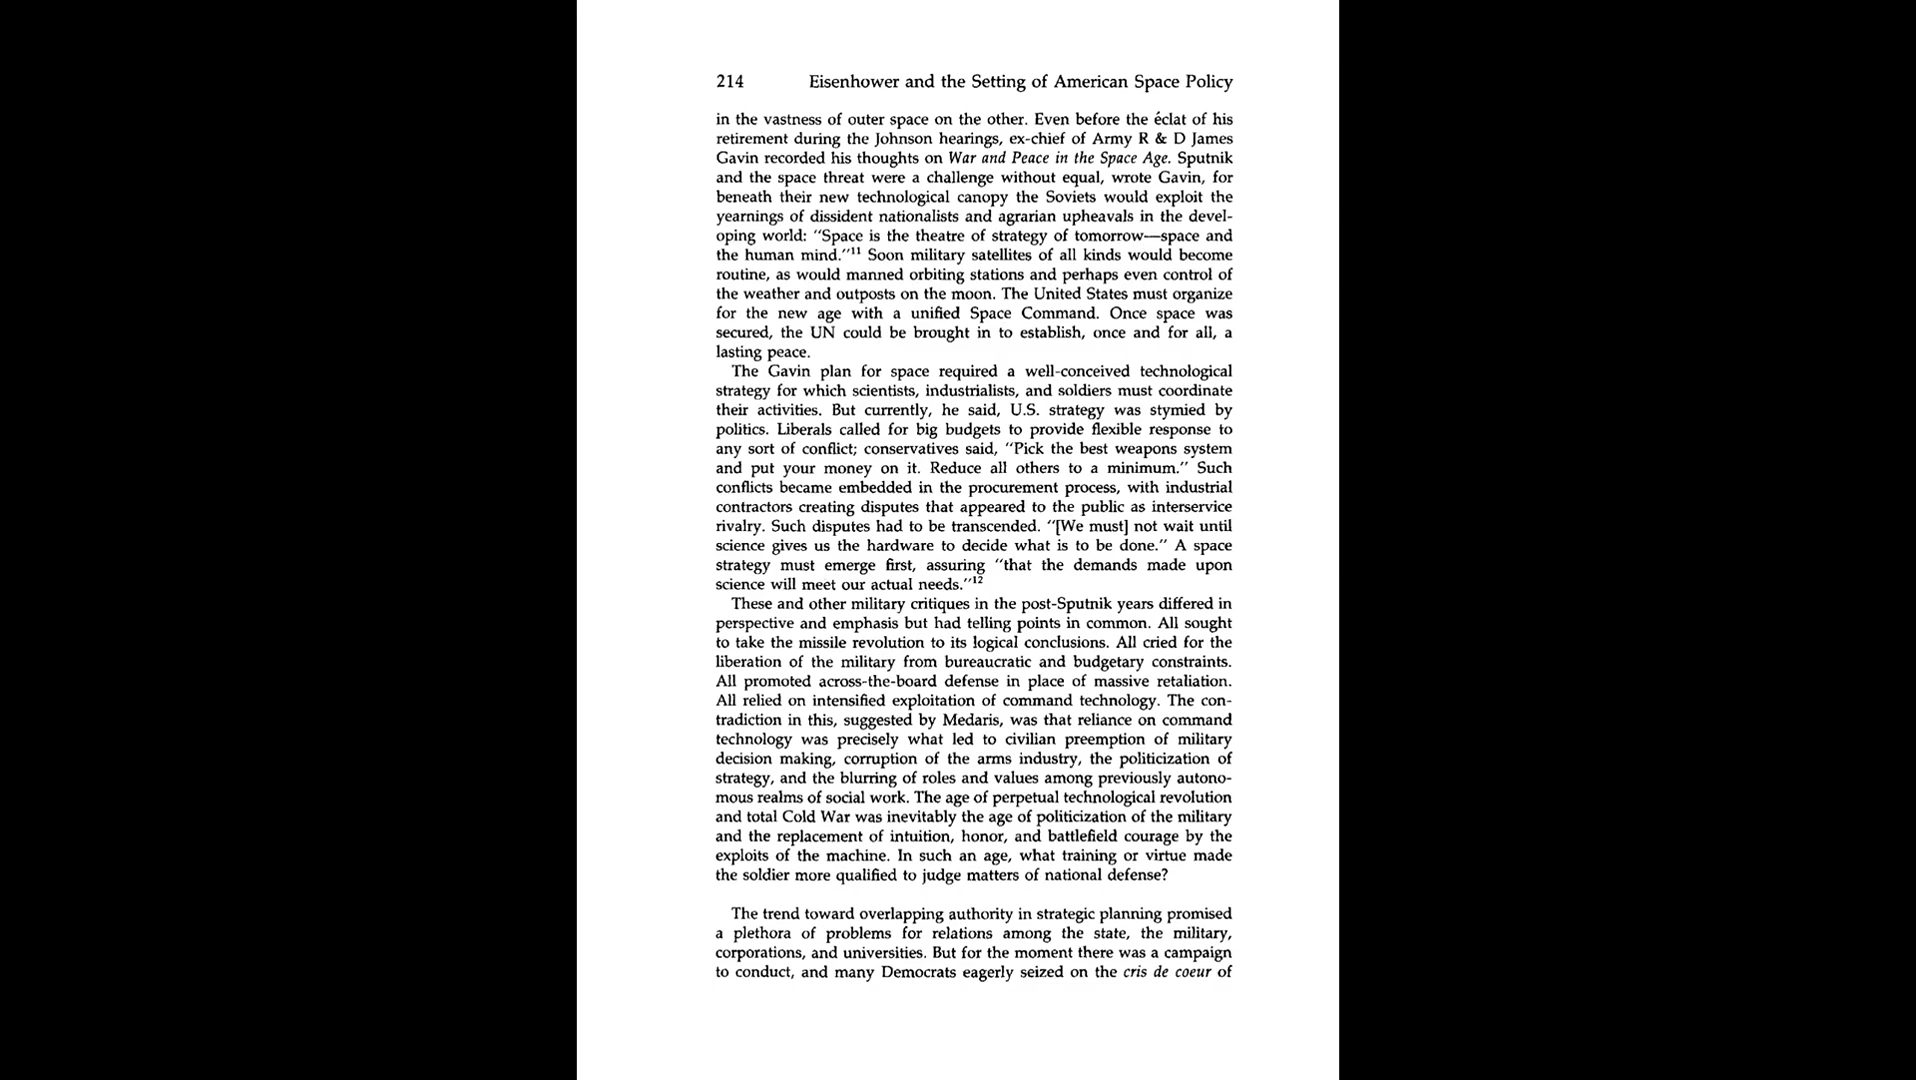 214 Eisenhower and the Setting of American Space Policy
in the vastness of outer space on the other. Even before the éclat of his
retirement during the Johnson hearings, ex-chief of Army R & D James
Gavin recorded his thoughts on War and Peace in the Space Age. Sputnik
and the space threat were a challenge without equal, wrote Gavin, for
beneath their new technological canopy the Soviets would exploit the
yearnings of dissident nationalists and agrarian upheavals in the devel-
oping world: "Space is the theatre of strategy of tomorrow—space and
the human mind."11 Soon military satellites of all kinds would become
routine, as would manned orbiting stations and perhaps even control of
the weather and outposts on the moon. The United States must organize
for the new age with a unified Space Command. Once space was
secured, the UN could be brought in to establish, once and for all, a
lasting peace.
The Gavin plan for space required a well-conceived technological
strategy for which scientists, industrialists, and soldiers must coordinate
their activities. But currently, he said, U.S. strategy was stymied by
politics. Liberals called for big budgets to provide flexible response to
any sort of conflict; conservatives said, "Pick the best weapons system
and put your money on it. Reduce all others to a minimum." Such
conflicts became embedded in the procurement process, with industrial
contractors creating disputes that appeared to the public as interservice
rivalry. Such disputes had to be transcended. "[We must] not wait until
science gives us the hardware to decide what is to be done." A space
strategy must emerge first, assuring "that the demands made upon
science will meet our actual needs."12
These and other military critiques in the post-Sputnik years differed in
perspective and emphasis but had telling points in common. All sought
to take the missile revolution to its logical conclusions. All cried for the
liberation of the military from bureaucratic and budgetary constraints.
All promoted across-the-board defense in place of massive retaliation.
All relied on intensified exploitation of command technology. The con-
tradiction in this, suggested by Medaris, was that reliance on command
technology was precisely what led to civilian preemption of military
decision making, corruption of the arms industry, the politicization of
strategy, and the blurring of roles and values among previously autono-
mous realms of social work. The age of perpetual technological revolution
and total Cold War was inevitably the age of politicization of the military
and the replacement of intuition, honor, and battlefield courage by the
exploits of the machine. In such an age, what training or virtue made
the soldier more qualified to judge matters of national defense?
The trend toward overlapping authority in strategic planning promised
a plethora of problems for relations among the state, the military,
corporations, and universities. But for the moment there was a campaign
to conduct, and many Democrats eagerly seized on the cris de coeur of